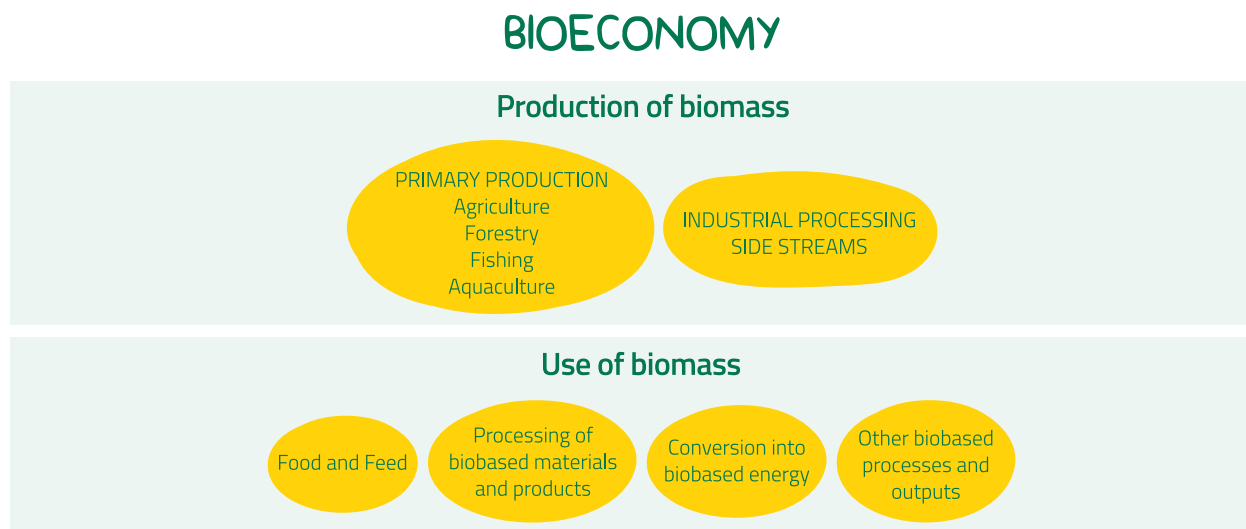 BIOECONOMY
Production of biomass
PRIMARY PRODUCTION
Agriculture
Forestry
Fishing
Aquaculture
INDUSTRIAL PROCESSING
SIDE STREAMS
Use of biomass
Food and Feed
Processing of
biobased materials
and products
Conversion into
biobased energy
Other biobased
processes and
outputs